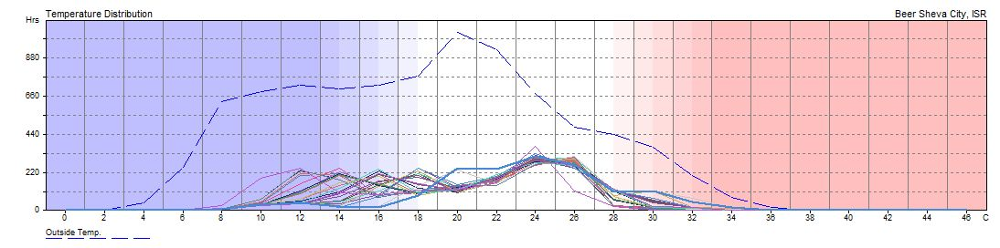 Temperature Distribution Beer Sheva City, ISR
Hrs
880
660
440
220
0
0 2 4 6 8 10 12 14 16 18 20 22 24 26 28 30 32 34 36 38 40 42 44 46 C
Outside Temp.